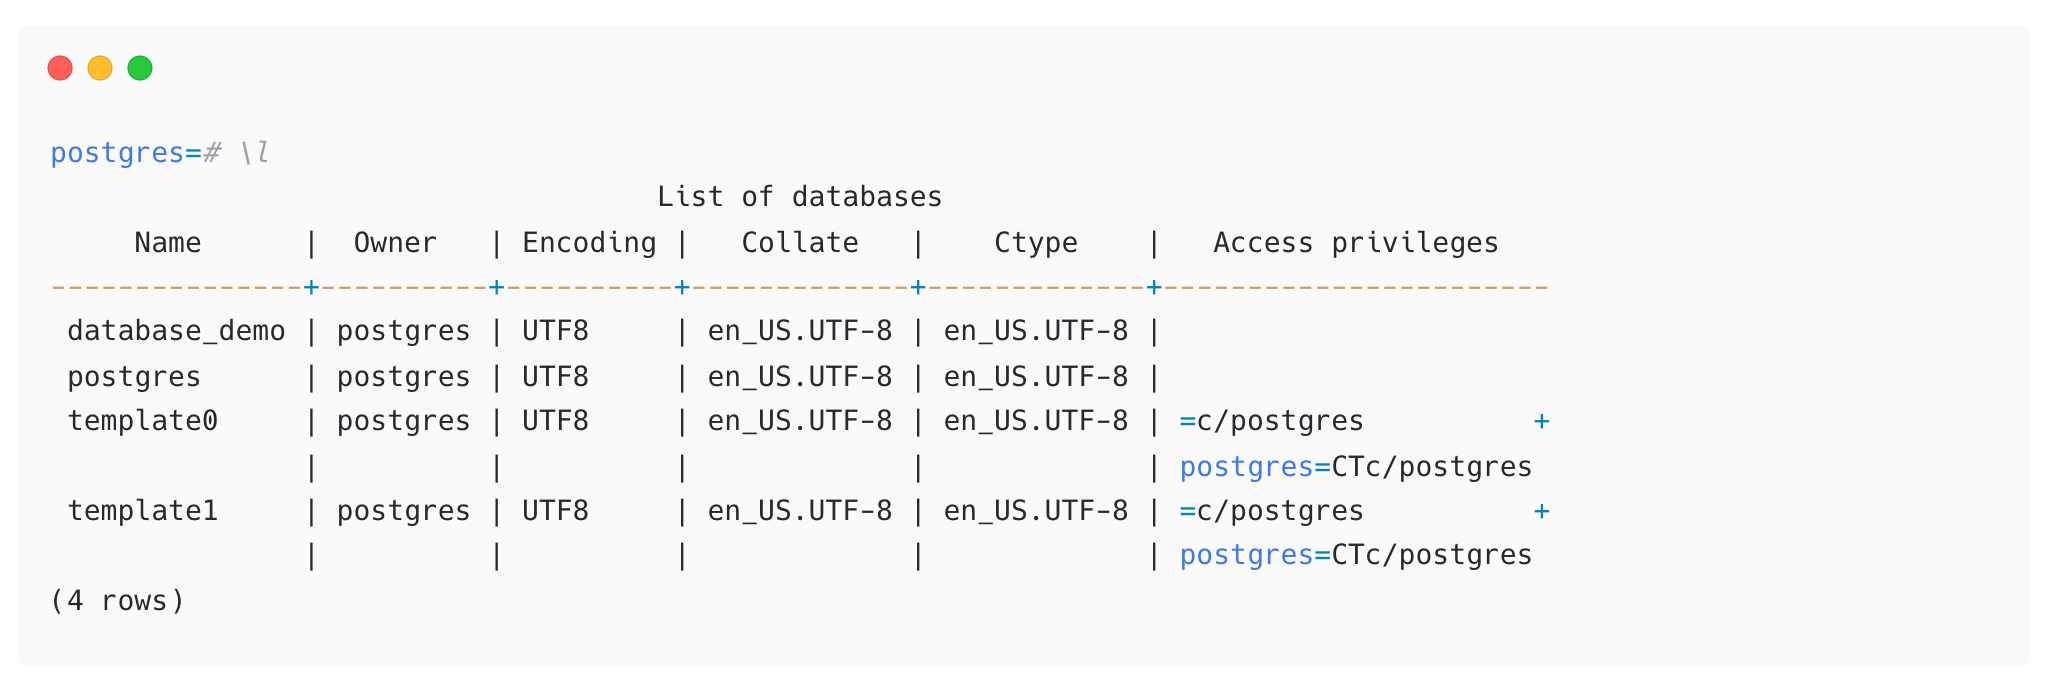 postgres=# \l
                                    List of databases
     Name      |  Owner   | Encoding |   Collate   |    Ctype    |   Access privileges
---------------+----------+----------+-------------+-------------+-----------------------
 database_demo | postgres | UTF8     | en_US.UTF-8 | en_US.UTF-8 |
 postgres      | postgres | UTF8     | en_US.UTF-8 | en_US.UTF-8 |
 template0     | postgres | UTF8     | en_US.UTF-8 | en_US.UTF-8 | =c/postgres          +
               |          |          |             |             | postgres=CTc/postgres
 template1     | postgres | UTF8     | en_US.UTF-8 | en_US.UTF-8 | =c/postgres          +
               |          |          |             |             | postgres=CTc/postgres
(4 rows)